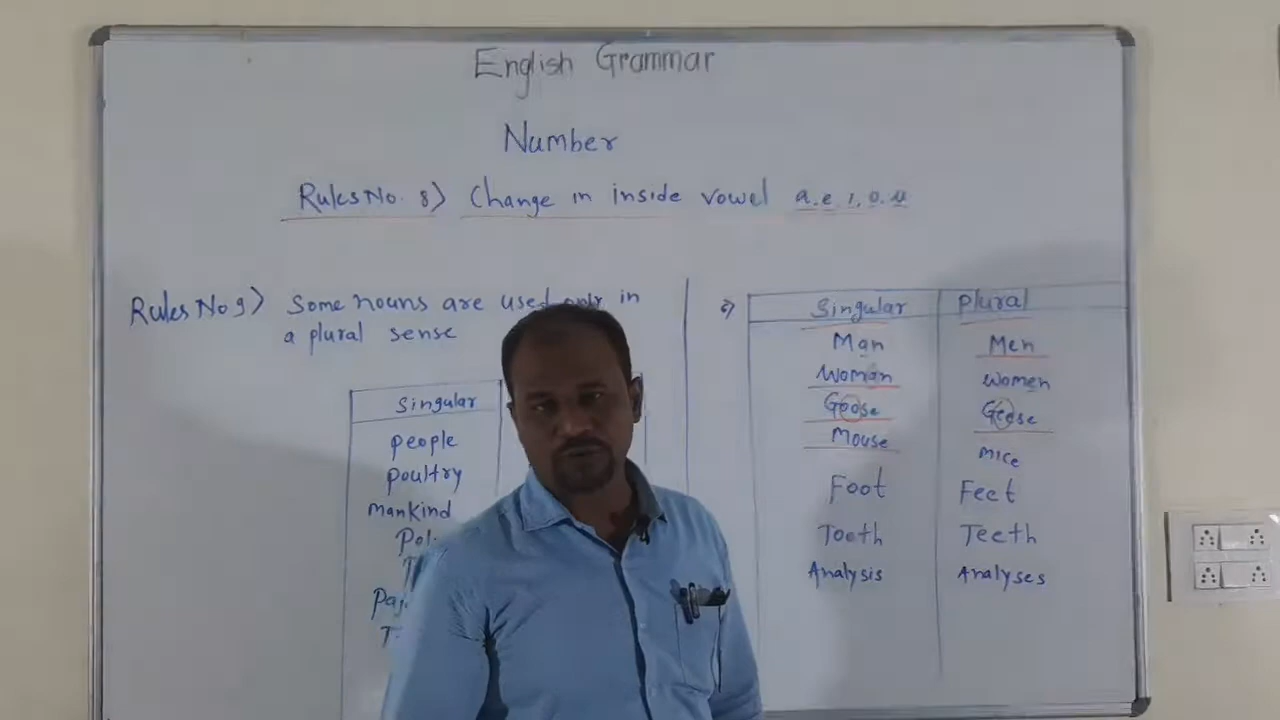 English Grammar
Number
Rules No. 8) Change in inside vowel a.e i, o. u
Rules No 9) Some nouns are used only in
a plural sense
Singular
people
poultry
mankind
Singular Plural
Man Men
Woman women
Goose Geese
Mouse mice
Foot Feet
Tooth Teeth
Analysis Analyses